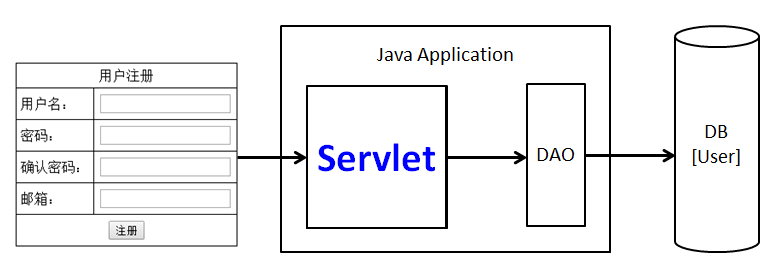 用户注册
用户名：
密码：
确认密码：
邮箱：
注册
Java Application
Servlet
DAO
DB
[User]